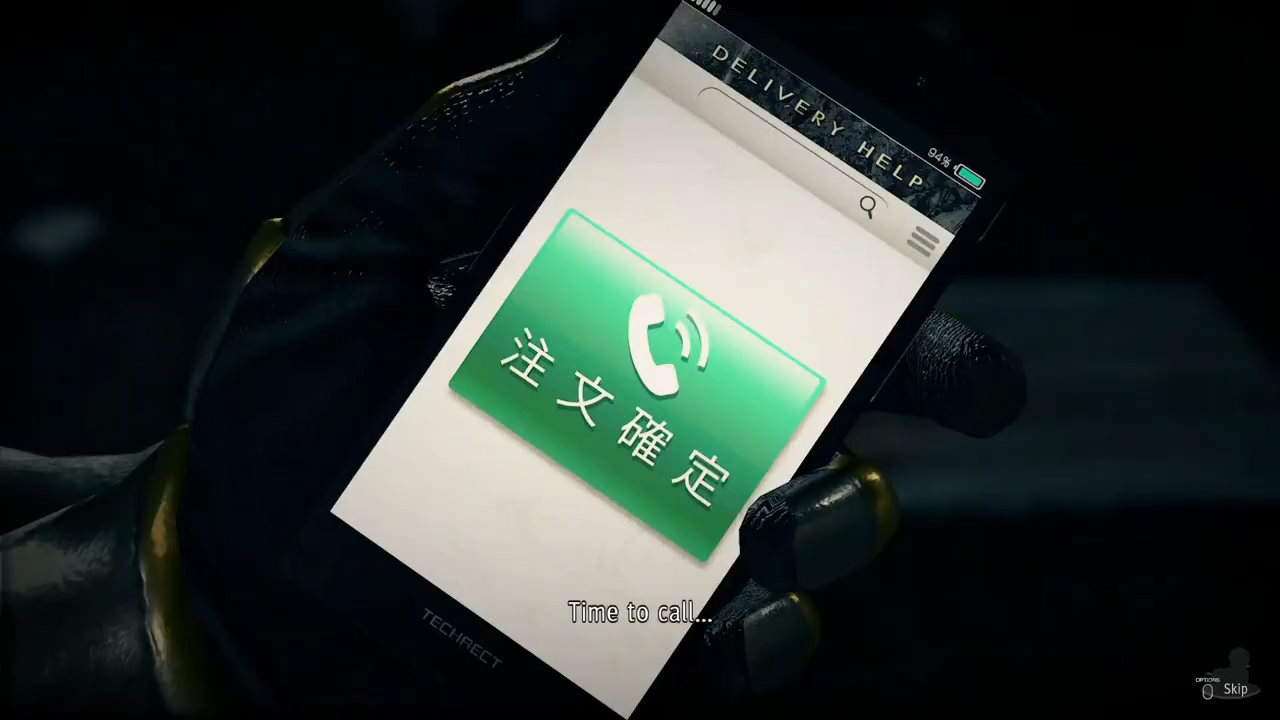 DELIVERY HELP
94%
注文確定
Time to call...
TECHRECT
OPTIONS
Skip